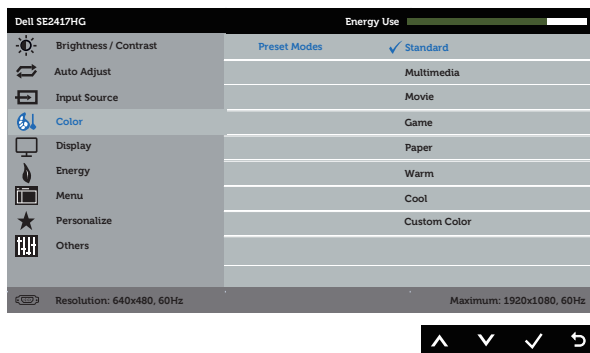 Dell SE2417HG Energy Use
Brightness / Contrast Preset Modes Standard
Auto Adjust Multimedia
Input Source Movie
Color Game
Display Paper
Energy Warm
Menu Cool
Personalize Custom Color
Others
Resolution: 640x480, 60Hz Maximum: 1920x1080, 60Hz